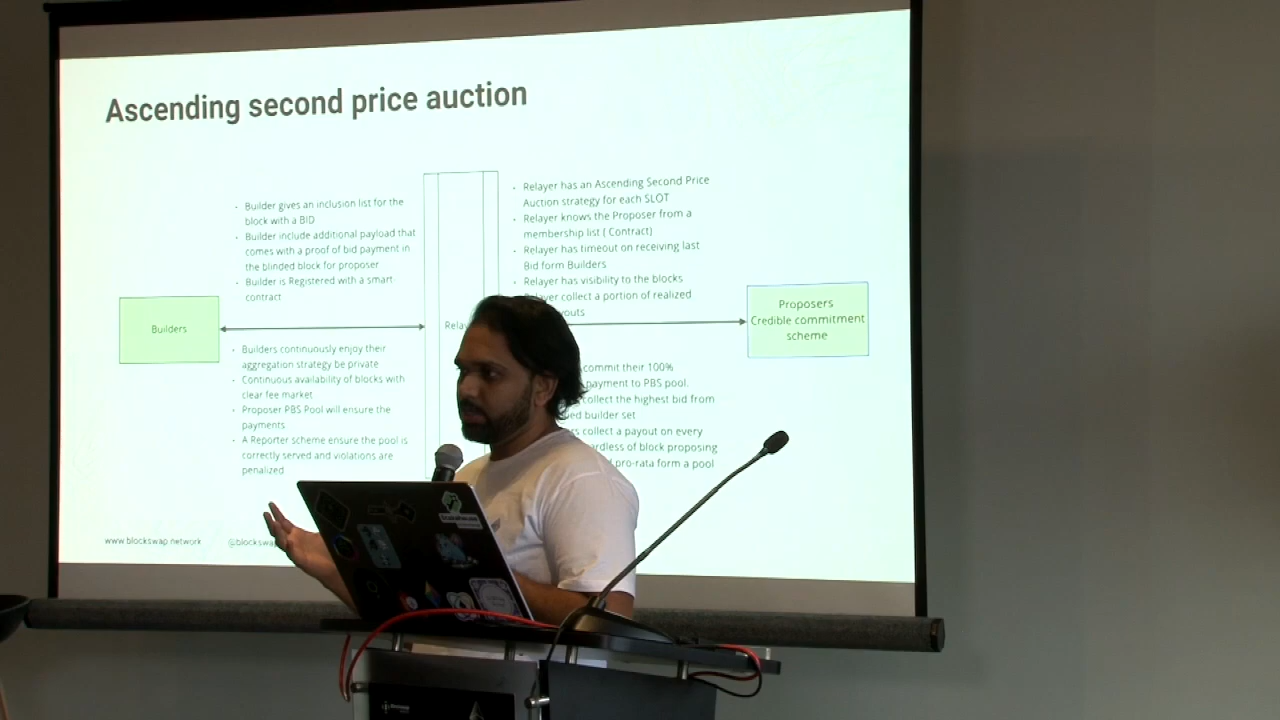 Ascending second price auction
- Builder gives an inclusion list for the
block with a BID
- Builder include additional payload that
comes with a proof of bid payment in
the blinded block for proposer
- Builder is Registered with a smart
contract
Builders
- Builders continuously enjoy their
aggregation strategy be private
- Continuous availability of blocks with
clear fee market
- Proposer PBS Pool will ensure the
payments
- A Reporter scheme ensure the pool is
correctly served and violations are
penalized
Relay
- Relayer has an Ascending Second Price
Auction strategy for each SLOT
- Relayer knows the Proposer from a
membership list ( Contract)
- Relayer has timeout on receiving last
Bid form Builders
- Relayer has visibility to the blocks
collect a portion of realized
Proposers
Credible commitment
scheme
commit their 100%
payment to PBS pool.
collect the highest bid from
builder set
collect a payout on every
of block proposing
pro-rata form a pool
www.blockswap.network
@blockswap